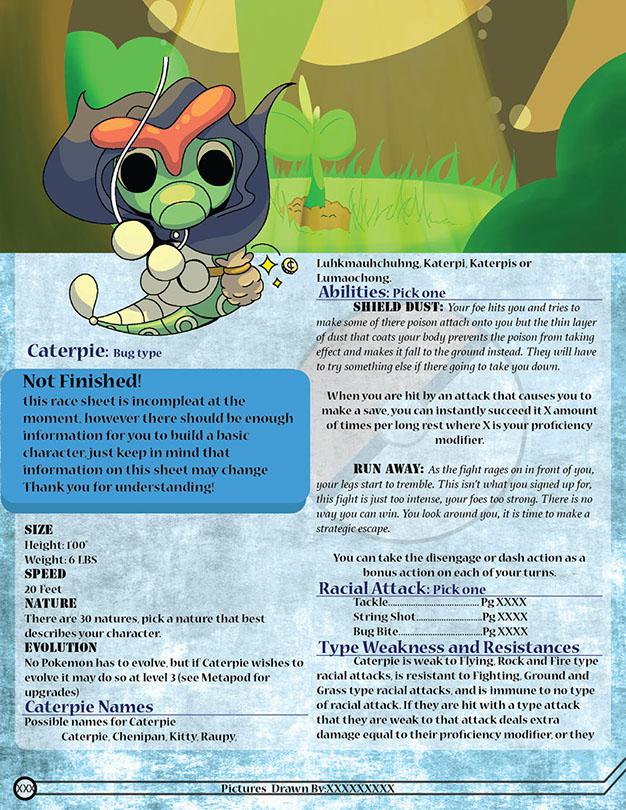 Caterpie: Bug type
Not Finished!
this race sheet is incompleat at the
moment, however there should be enough
information for you to build a basic
character, just keep in mind that
information on this sheet may change
Thank you for understanding!
SIZE
Height: 1'00"
Weight: 6 LBS
SPEED
20 Feet
NATURE
There are 30 natures, pick a nature that best
describes your character.
EVOLUTION
No Pokemon has to evolve, but if Caterpie wishes to
evolve it may do so at level 3 (see Metapod for
upgrades)
Caterpie Names
Possible names for Caterpie
Caterpie, Chenipan, Kitty, Raupy,
Luhkmauhchuhng, Katerpi, Katerpis or
Lumaochong.
Abilities: Pick one
SHIELD DUST: Your foe hits you and tries to
make some of there poison attach onto you but the thin layer
of dust that coats your body prevents the poison from taking
effect and makes it fall to the ground instead. They will have
to try something else if there going to take you down.
When you are hit by an attack that causes you to
make a save, you can instantly succeed it X amount
of times per long rest where X is your proficiency
modifier.
RUN AWAY: As the fight rages on in front of you,
your legs start to tremble. This isn't what you signed up for,
this fight is just too intense, your foes too strong. There is no
way you can win. You look around you, it is time to make a
strategic escape.
You can take the disengage or dash action as a
bonus action on each of your turns.
Racial Attack: Pick one
Tackle.................................. Pg XXXX
String Shot........................ Pg XXXX
Bug Bite.............................. Pg XXXX
Type Weakness and Resistances
Caterpie is weak to Flying, Rock and Fire type
racial attacks, is resistant to Fighting, Ground and
Grass type racial attacks, and is immune to no type
of racial attack. If they are hit with a type attack
that they are weak to that attack deals extra
damage equal to their proficiency modifier, or they
XXX
Pictures Drawn By:XXXXXXXXX